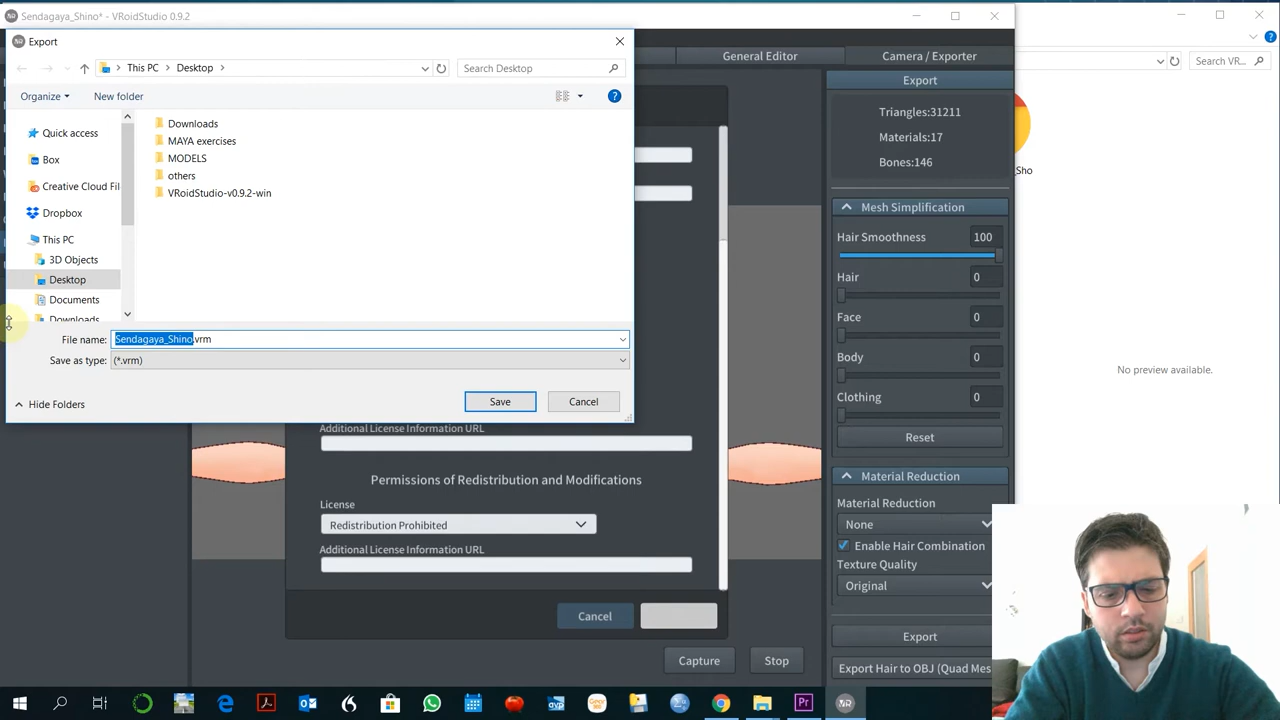 Sendagaya_Shino* - VRoidStudio 0.9.2
Export
This PC
Desktop
Search Desktop
Search VR...
General Editor
Camera / Exporter
Organize
New folder
Quick access
Box
Creative Cloud Fil
Dropbox
This PC
3D Objects
Desktop
Documents
Downloads
Downloads
MAYA exercises
MODELS
others
VRoidStudio-v0.9.2-win
File name:
Sendagaya_Shino.vrm
Save as type:
(*.vrm)
Hide Folders
Save
Cancel
Additional License Information URL
Permissions of Redistribution and Modifications
License
Redistribution Prohibited
Additional License Information URL
Cancel
Capture
Stop
Export
Triangles:31211
Materials:17
Bones:146
Mesh Simplification
Hair Smoothness
100
Hair
0
Face
0
Body
0
Clothing
0
Reset
Material Reduction
Material Reduction
None
Enable Hair Combination
Texture Quality
Original
Export
Export Hair to OBJ (Quad Mes
_Sho
No preview available.